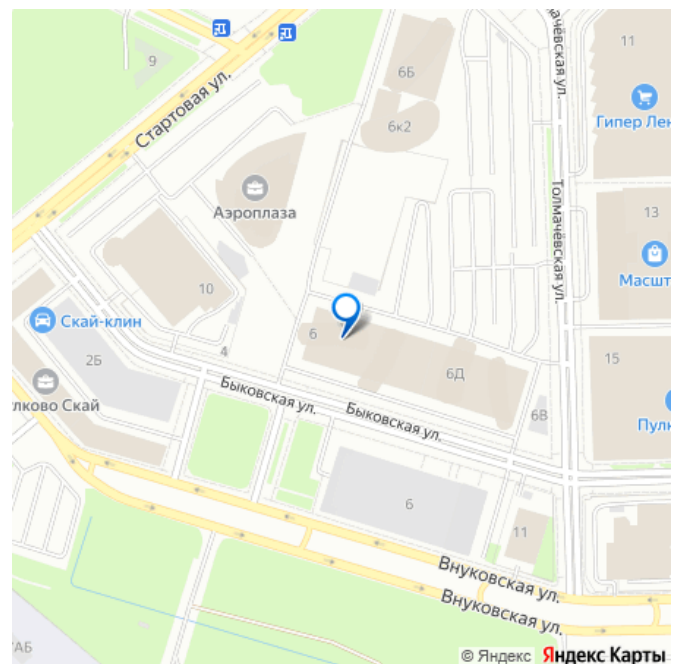 9
Стартовая ул.
6Б
6к2
11
Гипер Лен
Аэроплаза
Толмачёвская ул.
13
Масшт
10
Скай-клин
2Б
4
6
6Д
15
6В
Пулк
лково Скай
Быковская ул.
Быковская ул.
6
11
Внуковская ул.
Внуковская ул.
© Яндекс Яндекс Карты